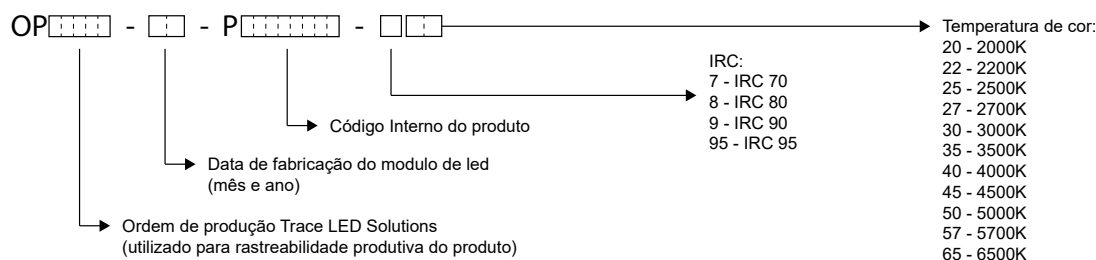 OP - - P -
Temperatura de cor:
20 - 2000K
22 - 2200K
25 - 2500K
27 - 2700K
30 - 3000K
35 - 3500K
40 - 4000K
45 - 4500K
50 - 5000K
57 - 5700K
65 - 6500K
IRC:
7 - IRC 70
8 - IRC 80
9 - IRC 90
95 - IRC 95
Código Interno do produto
Data de fabricação do modulo de led
(mês e ano)
Ordem de produção Trace LED Solutions
(utilizado para rastreabilidade produtiva do produto)